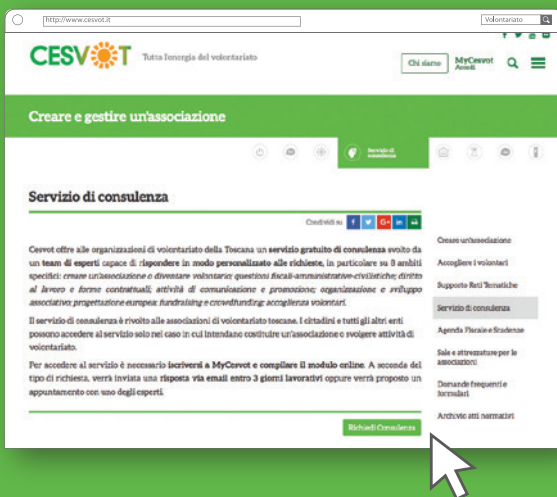 http://www.cesvot.it
Volontariato
CESVOT
Tutta l'energia del volontariato
Chi siamo
MyCesvot
Accedi
Creare e gestire un'associazione
Servizio di
consulenza
Servizio di consulenza
Condividi su
Cesvot offre alle organizzazioni di volontariato della Toscana un servizio gratuito di consulenza svolto da
un team di esperti capace di rispondere in modo personalizzato alle richieste, in particolare su 8 ambiti
specifici: creare un'associazione o diventare volontario; questioni fiscali-amministrative-civilistiche; diritto
al lavoro e forme contrattuali; attività di comunicazione e promozione; organizzazione e sviluppo
associativo; progettazione europea; fundraising e crowdfunding; accoglienza volontari.
Il servizio di consulenza è rivolto alle associazioni di volontariato toscane. I cittadini e tutti gli altri enti
possono accedere al servizio solo nel caso in cui intendano costituire un'associazione o svolgere attività di
volontariato.
Per accedere al servizio è necessario iscriversi a MyCesvot e compilare il modulo online. A seconda del
tipo di richiesta, verrà inviata una risposta via email entro 3 giorni lavorativi oppure verrà proposto un
appuntamento con uno degli esperti.
Richiedi Consulenza
Creare un'associazione
Accogliere i volontari
Supporto Reti Tematiche
Servizio di consulenza
Agenda Fiscale e Scadenze
Sale e attrezzature per le
associazioni
Domande frequenti e
formulari
Archivio atti normativi